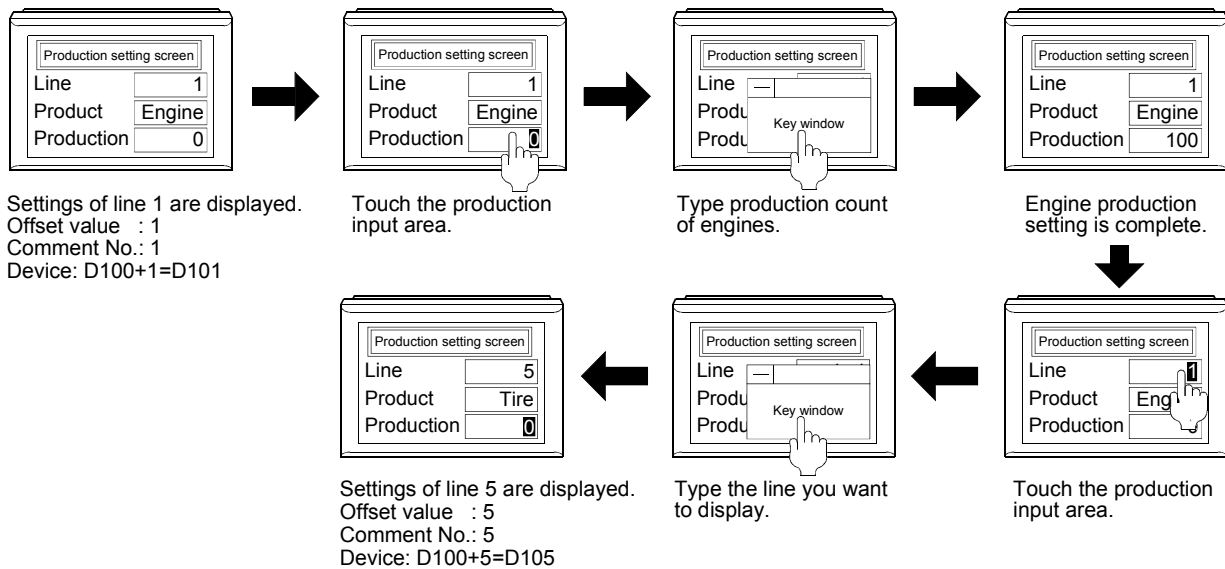 Production setting screen
Line 1
Product Engine
Production 0
Settings of line 1 are displayed.
Offset value : 1
Comment No.: 1
Device: D100+1=D101
Production setting screen
Line 1
Product Engine
Production 0
Touch the production
input area.
Production setting screen
Line
Produ
Produ
Key window
Type production count
of engines.
Production setting screen
Line 1
Product Engine
Production 100
Engine production
setting is complete.
Production setting screen
Line 1
Product Eng
Production
Touch the production
input area.
Production setting screen
Line
Produ
Produ
Key window
Type the line you want
to display.
Production setting screen
Line 5
Product Tire
Production 0
Settings of line 5 are displayed.
Offset value : 5
Comment No.: 5
Device: D100+5=D105